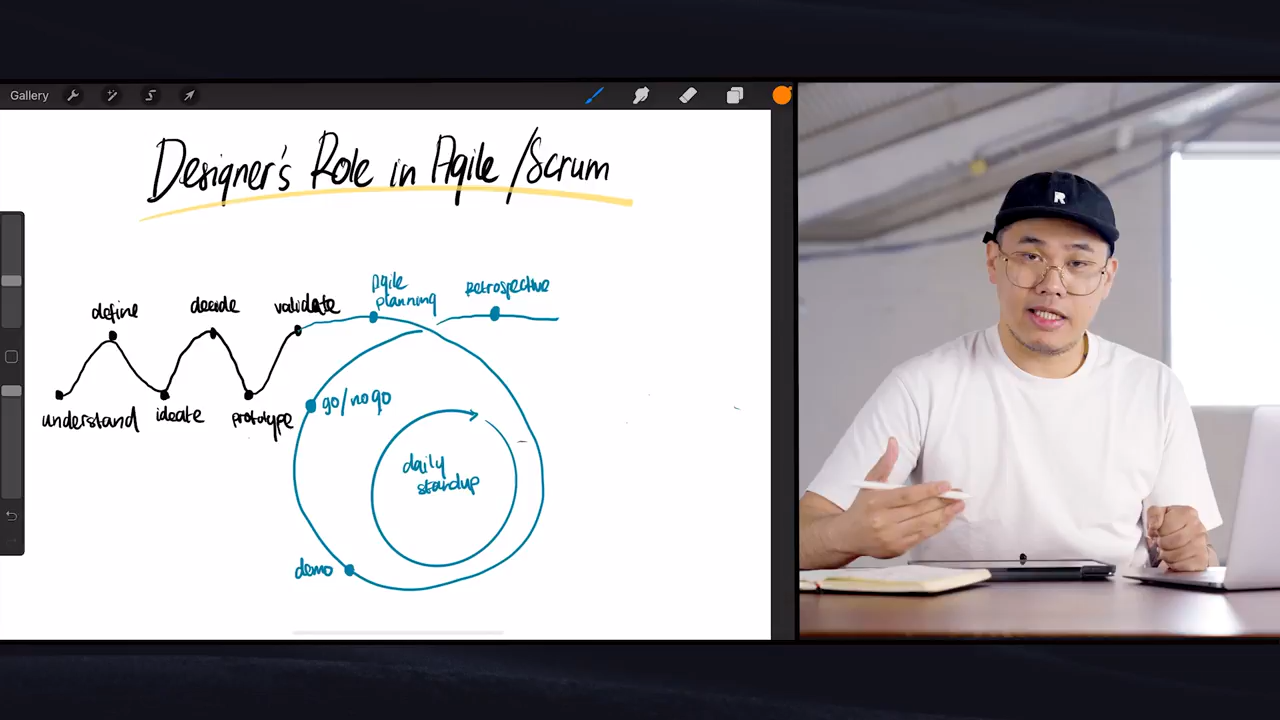 Gallery
Designer's Role in Agile/Scrum
define
decide
validate
Agile
planning
Retrospective
understand
ideate
prototype
go/no go
daily
standup
demo
R